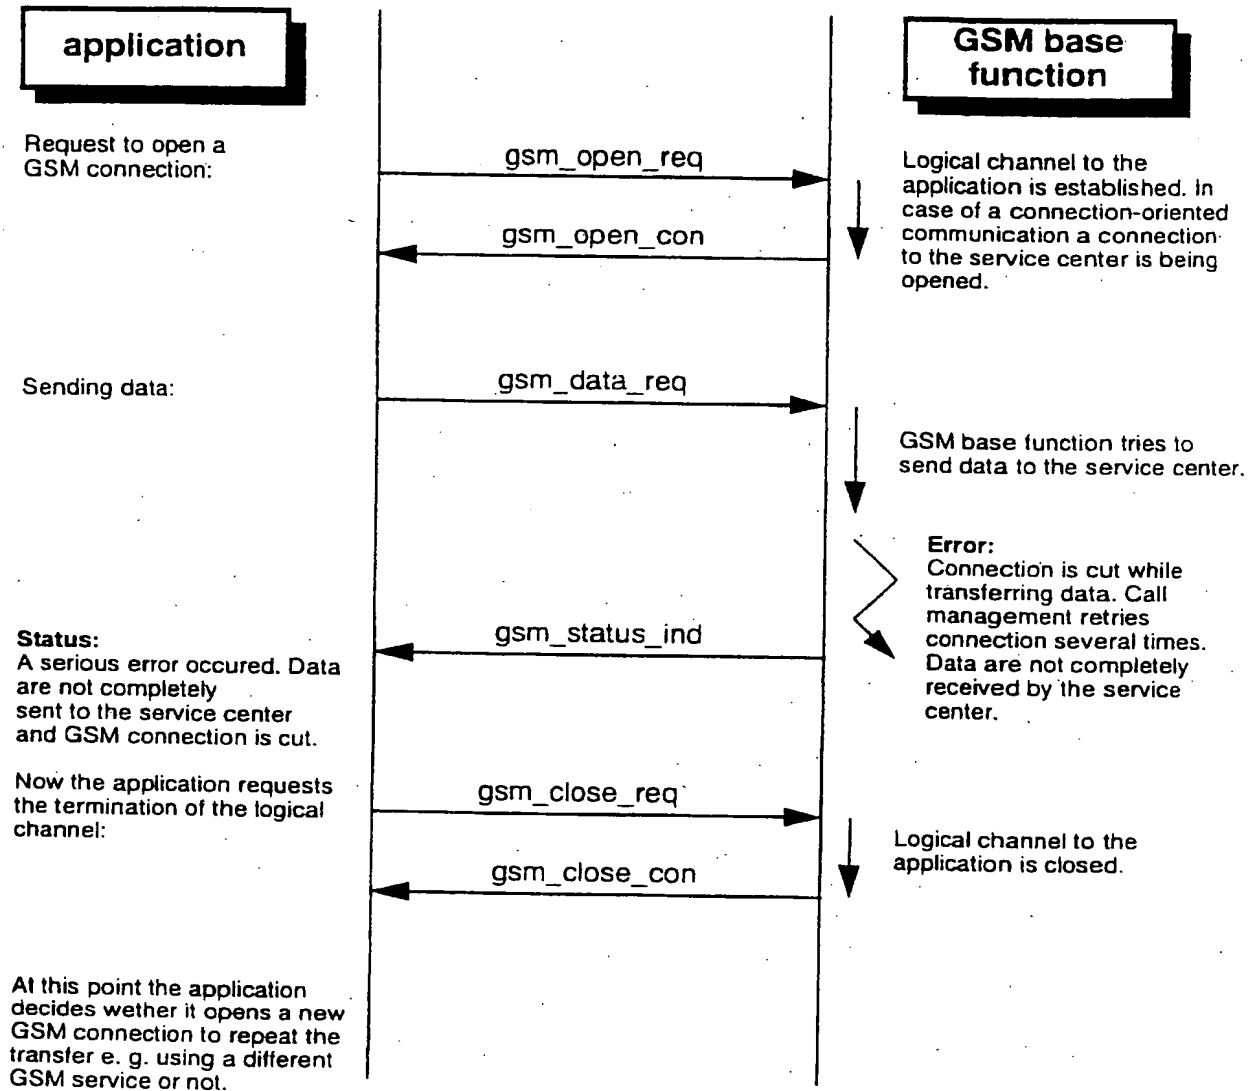 application
GSM base
function
Request to open a
GSM connection:
gsm_open_req
Logical channel to the
application is established. In
case of a connection-oriented
communication a connection
to the service center is being
opened.
gsm_open_con
Sending data:
gsm_data_req
GSM base function tries to
send data to the service center.
Error:
Connection is cut while
transferring data. Call
management retries
connection several times.
Data are not completely
received by the service
center.
gsm_status_ind
Status:
A serious error occured. Data
are not completely
sent to the service center
and GSM connection is cut.
Now the application requests
the termination of the logical
channel:
gsm_close_req
Logical channel to the
application is closed.
gsm_close_con
At this point the application
decides wether it opens a new
GSM connection to repeat the
transfer e. g. using a different
GSM service or not.